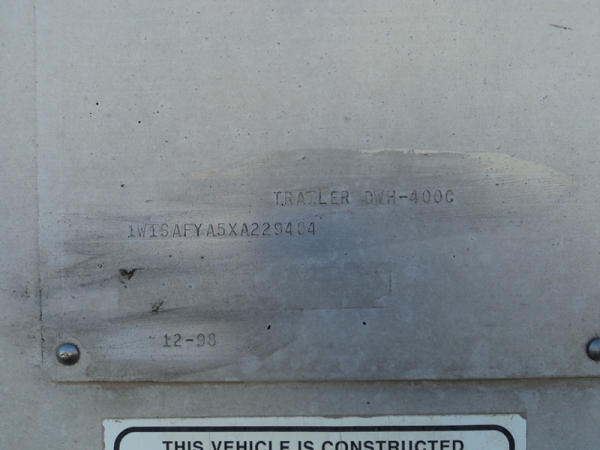 TRAILER DWH-400C
1W1SAFYA5XA229404
12-98
THIS VEHICLE IS CONSTRUCTED